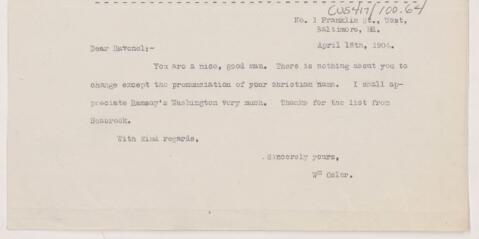 CUS417/100.64
No. 1 Franklin St., West,
Baltimore, Md.
April 18th, 1904.
Dear Ravenel:-
You are a nice, good man. There is nothing about you to
change except the pronunciation of your christian name. I shall ap-
preciate Ramsay's Washington very much. Thanks for the list from
Seabrook.
With kind regards,
Sincerely yours,
Wm Osler.